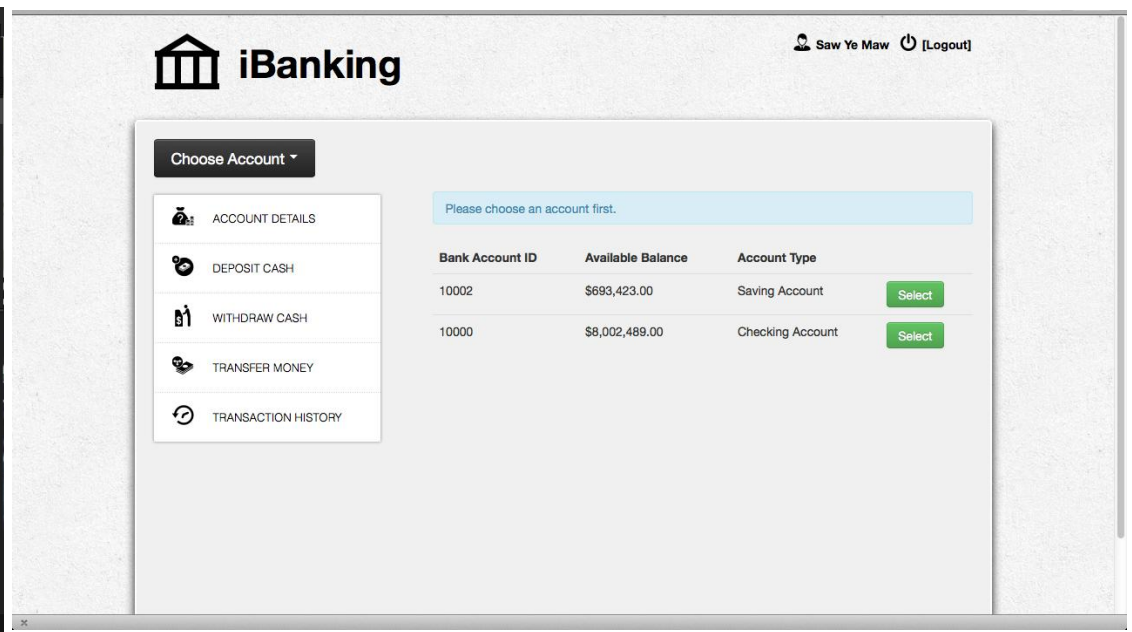 iBanking
Saw Ye Maw [Logout]
Choose Account
ACCOUNT DETAILS
DEPOSIT CASH
WITHDRAW CASH
TRANSFER MONEY
TRANSACTION HISTORY
Please choose an account first.
Bank Account ID Available Balance Account Type
10002 $693,423.00 Saving Account Select
10000 $8,002,489.00 Checking Account Select